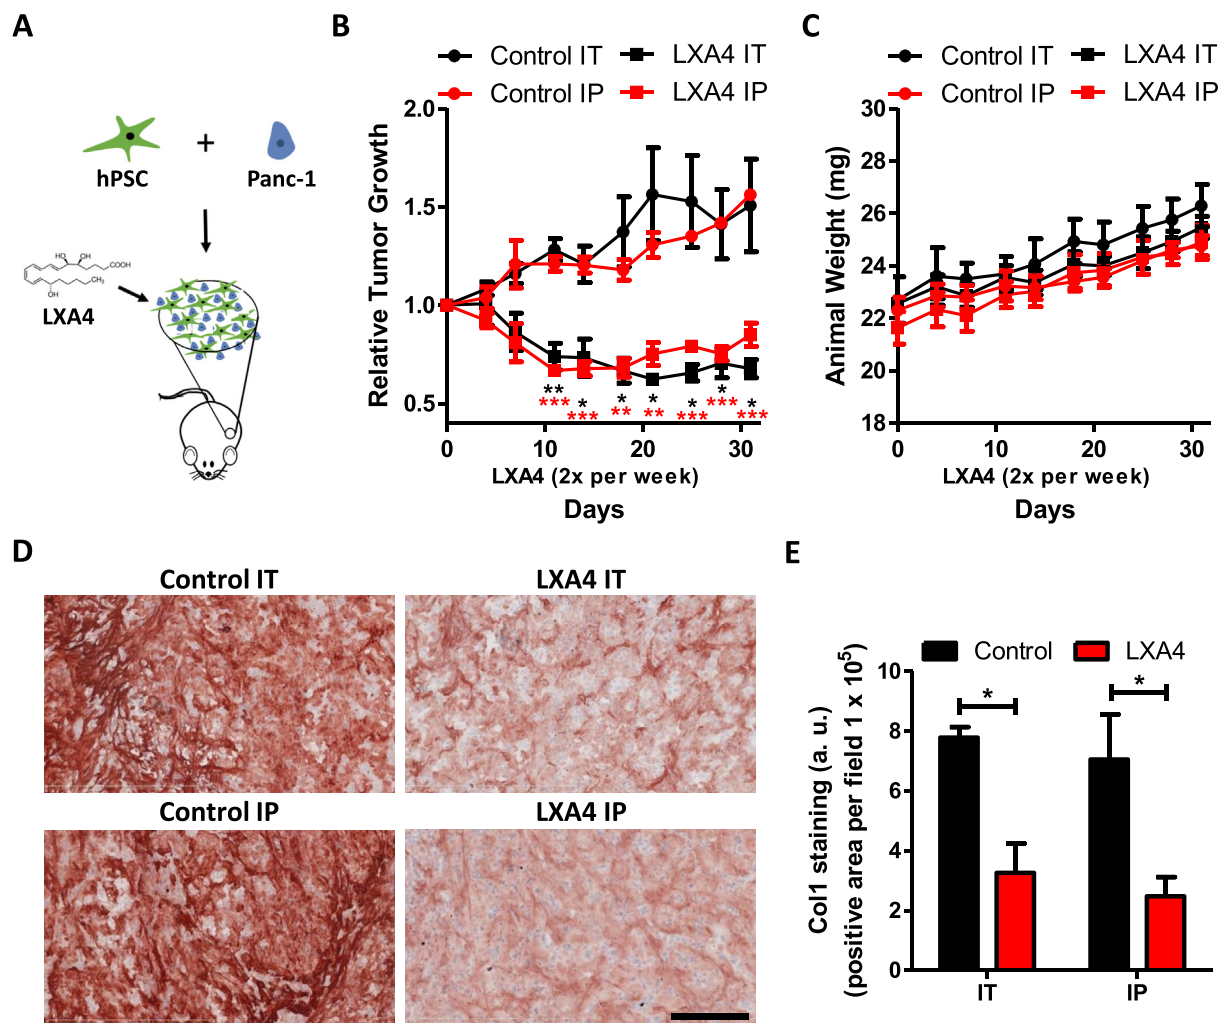 A
hPSC
+
Panc-1
HO
OH
COOH
CH₃
OH
LXA4
B
Control IT
LXA4 IT
Control IP
LXA4 IP
Relative Tumor Growth
2.0
1.5
1.0
0.5
** * * * * * *
*** *** ** ** *** *** ***
0 10 20 30
LXA4 (2x per week)
Days
C
Control IT
LXA4 IT
Control IP
LXA4 IP
Animal Weight (mg)
30
28
26
24
22
20
18
0 10 20 30
LXA4 (2x per week)
Days
D
Control IT
LXA4 IT
Control IP
LXA4 IP
E
Control
LXA4
Col1 staining (a. u.)
(positive area per field 1 x 10⁵)
10
8
6
4
2
0
* *
IT IP